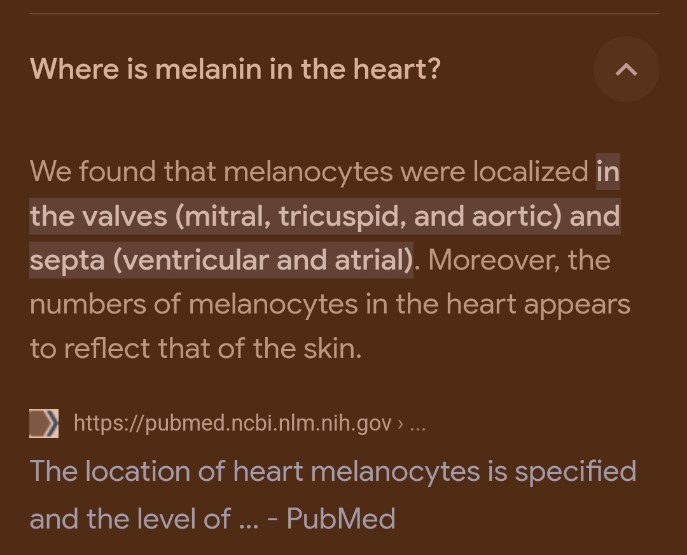 Where is melanin in the heart?
We found that melanocytes were localized in
the valves (mitral, tricuspid, and aortic) and
septa (ventricular and atrial). Moreover, the
numbers of melanocytes in the heart appears
to reflect that of the skin.
https://pubmed.ncbi.nlm.nih.gov › ...
The location of heart melanocytes is specified
and the level of ... - PubMed